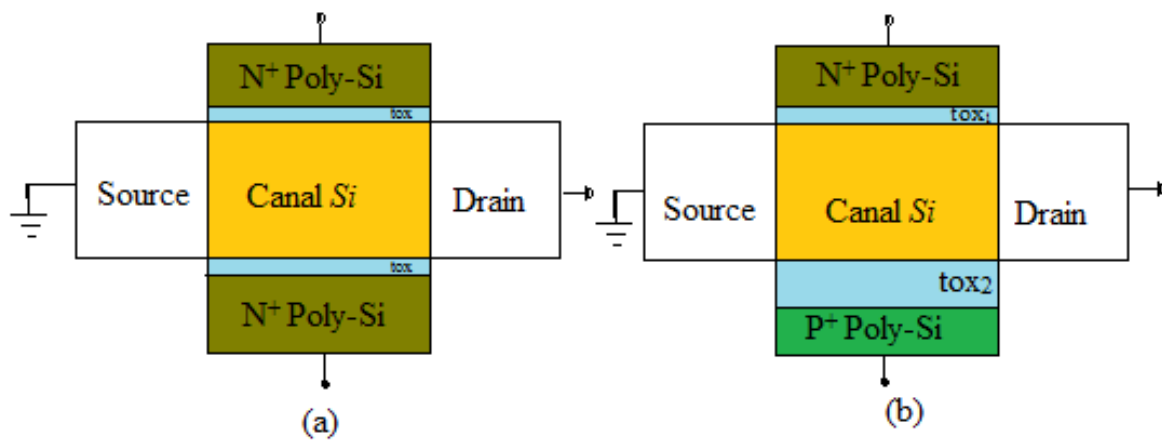 N⁺ Poly-Si
tox
Source
Canal Si
Drain
tox
N⁺ Poly-Si
(a)
N⁺ Poly-Si
tox₁
Source
Canal Si
Drain
tox₂
P⁺ Poly-Si
(b)